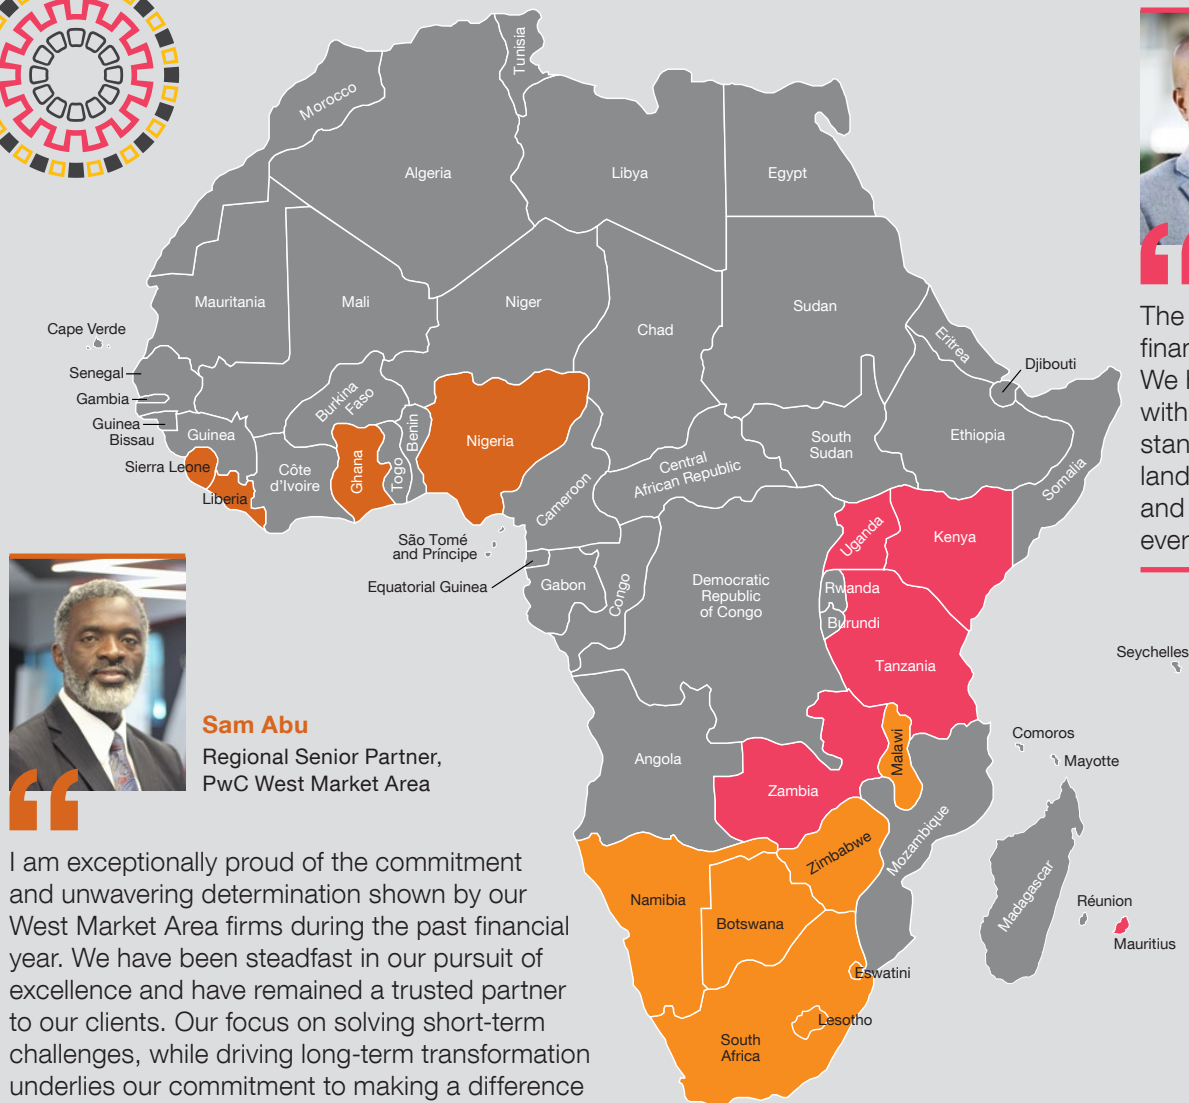 Tunisia
Morocco
Algeria
Libya
Egypt
Mauritania
Mali
Niger
Chad
Sudan
Eritrea
Cape Verde
Senegal
Gambia
Guinea
Bissau
Guinea
Sierra Leone
Liberia
Côte
d’Ivoire
Burkina
Faso
Ghana
Togo
Benin
Nigeria
Cameroon
Central
African Republic
South
Sudan
Ethiopia
Djibouti
Somalia
São Tomé
and Príncipe
Equatorial Guinea
Gabon
Congo
Democratic
Republic
of Congo
Uganda
Kenya
Rwanda
Burundi
Tanzania
Seychelles
Comoros
Mayotte
Angola
Zambia
Malawi
Mozambique
Zimbabwe
Namibia
Botswana
Madagascar
Réunion
Mauritius
Eswatini
Lesotho
South
Africa
Sam Abu
Regional Senior Partner,
PwC West Market Area
“
I am exceptionally proud of the commitment
and unwavering determination shown by our
West Market Area firms during the past financial
year. We have been steadfast in our pursuit of
excellence and have remained a trusted partner
to our clients. Our focus on solving short-term
challenges, while driving long-term transformation
underlies our commitment to making a difference
“
The
We
with
and